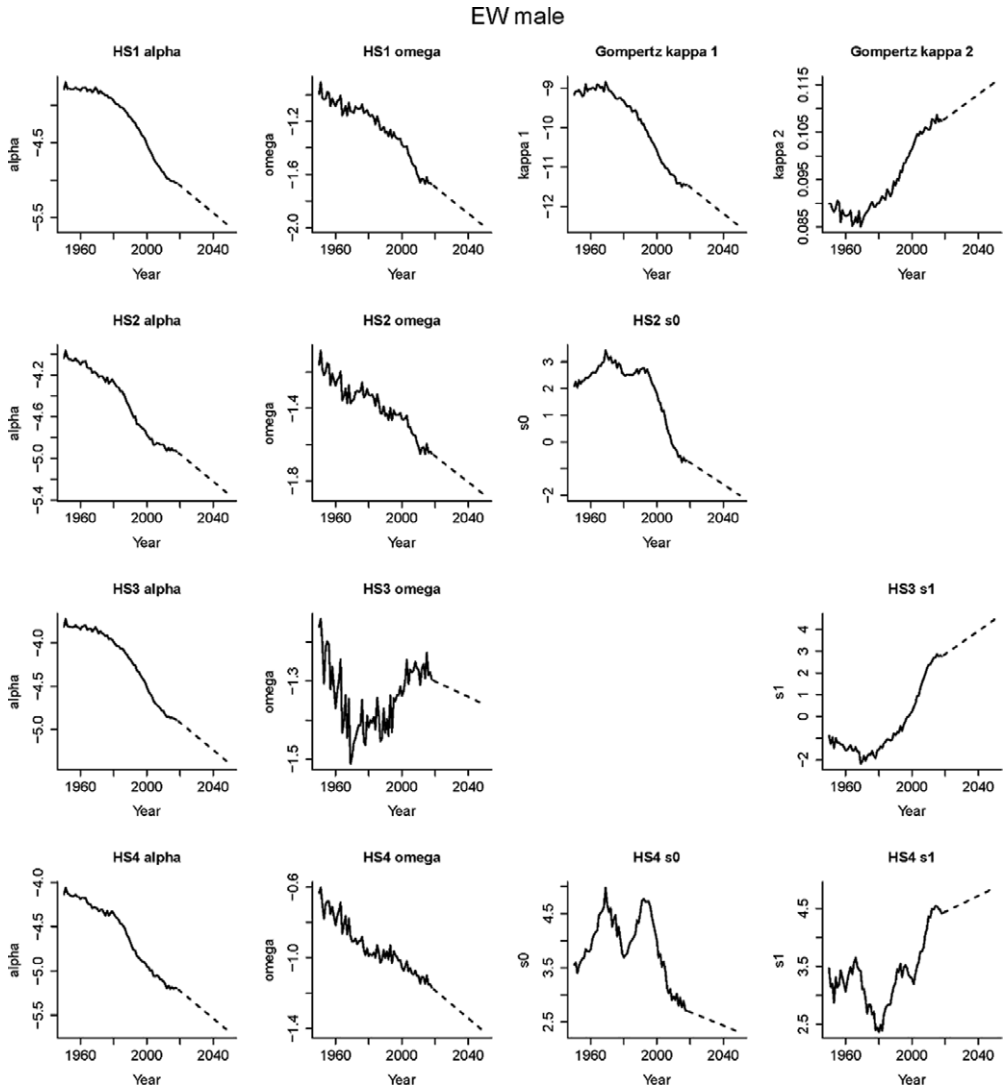 EW male
HS1 alpha
alpha
−4.5
−5.5
1960 2000 2040
Year
HS1 omega
omega
−1.2
−1.6
−2.0
1960 2000 2040
Year
Gompertz kappa 1
kappa 1
−9
−10
−11
−12
1960 2000 2040
Year
Gompertz kappa 2
kappa 2
0.115
0.105
0.095
0.085
1960 2000 2040
Year
HS2 alpha
alpha
−4.2
−4.6
−5.0
−5.4
1960 2000 2040
Year
HS2 omega
omega
−1.4
−1.8
1960 2000 2040
Year
HS2 s0
s0
3
2
0
−2
1960 2000 2040
Year
HS3 alpha
alpha
−4.0
−4.5
−5.0
1960 2000 2040
Year
HS3 omega
omega
−1.3
−1.5
1960 2000 2040
Year
HS3 s1
s1
4
3
2
0
−2
1960 2000 2040
Year
HS4 alpha
alpha
−4.0
−4.5
−5.0
−5.5
1960 2000 2040
Year
HS4 omega
omega
−0.6
−1.0
−1.4
1960 2000 2040
Year
HS4 s0
s0
4.5
3.5
2.5
1960 2000 2040
Year
HS4 s1
s1
4.5
3.5
2.5
1960 2000 2040
Year